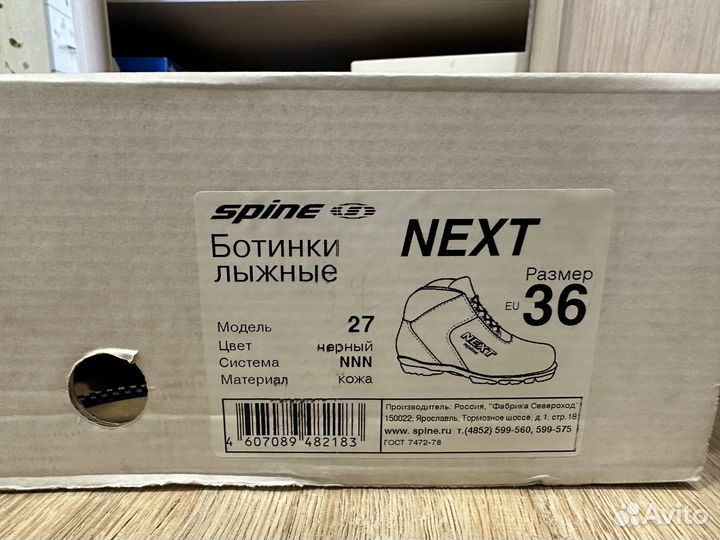 spine
NEXT
Ботинки
лыжные
Размер
EU 36
Модель 27
Цвет черный
Система NNN
Материал кожа
NEXT
4 607089 482183
Производитель: Россия, "Фабрика Североход"
150022, Ярославль, Тормозное шоссе, д.1, стр.18
www. spine.ru т.(4852) 599-560, 599-575
ГОСТ 7472-78
Avito